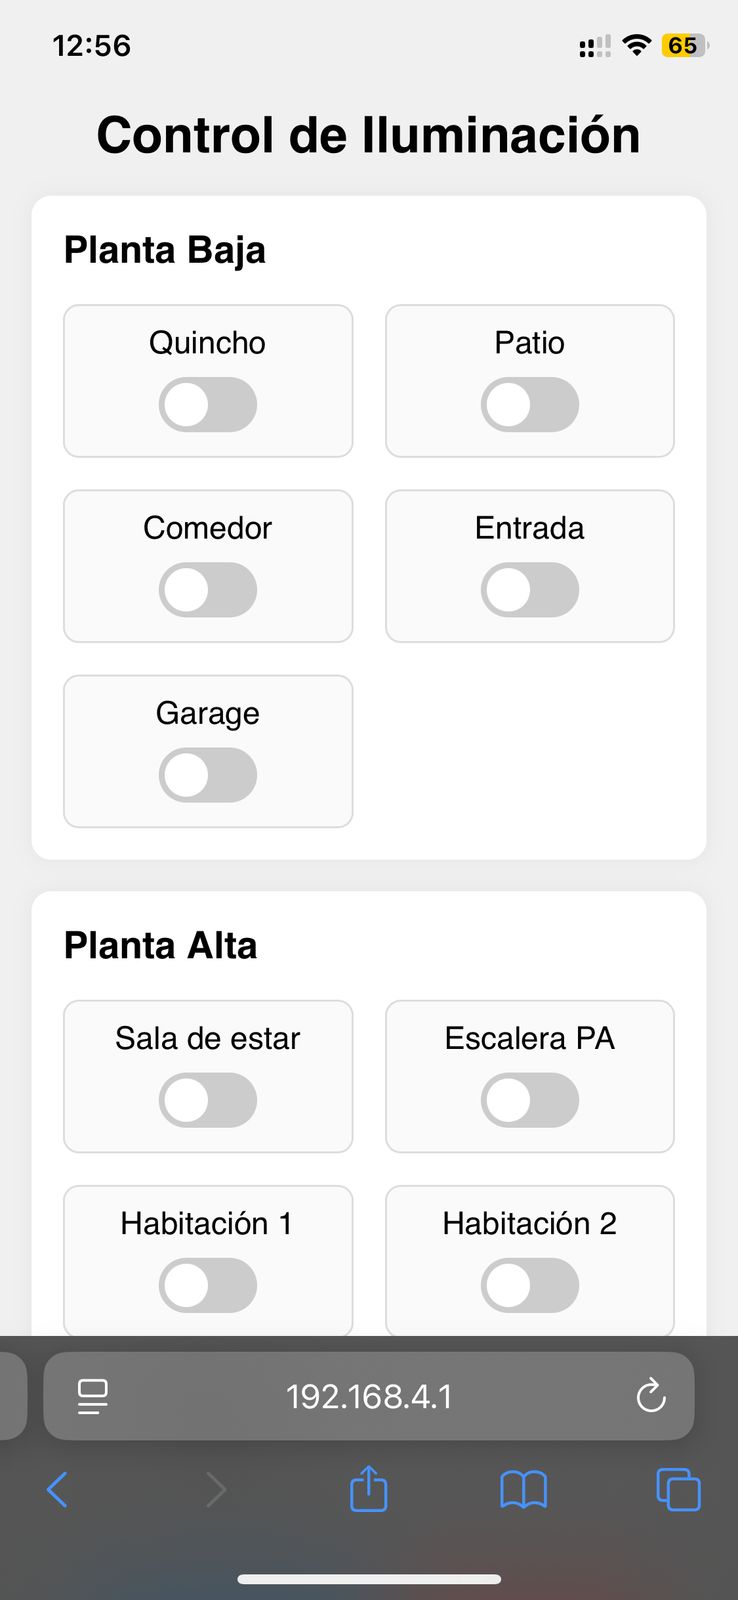 12:56
65
Control de Iluminación
Planta Baja
Quincho
Patio
Comedor
Entrada
Garage
Planta Alta
Sala de estar
Escalera PA
Habitación 1
Habitación 2
192.168.4.1